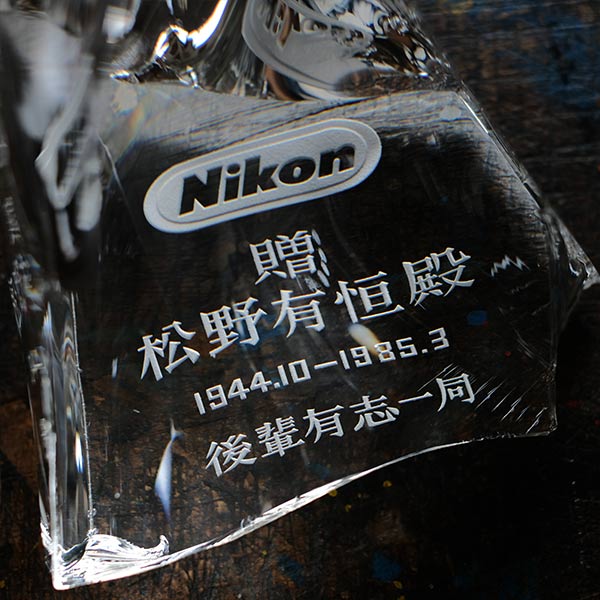 Nikon
贈
松野有恒殿
1944.10-1985.3
後輩有志一同